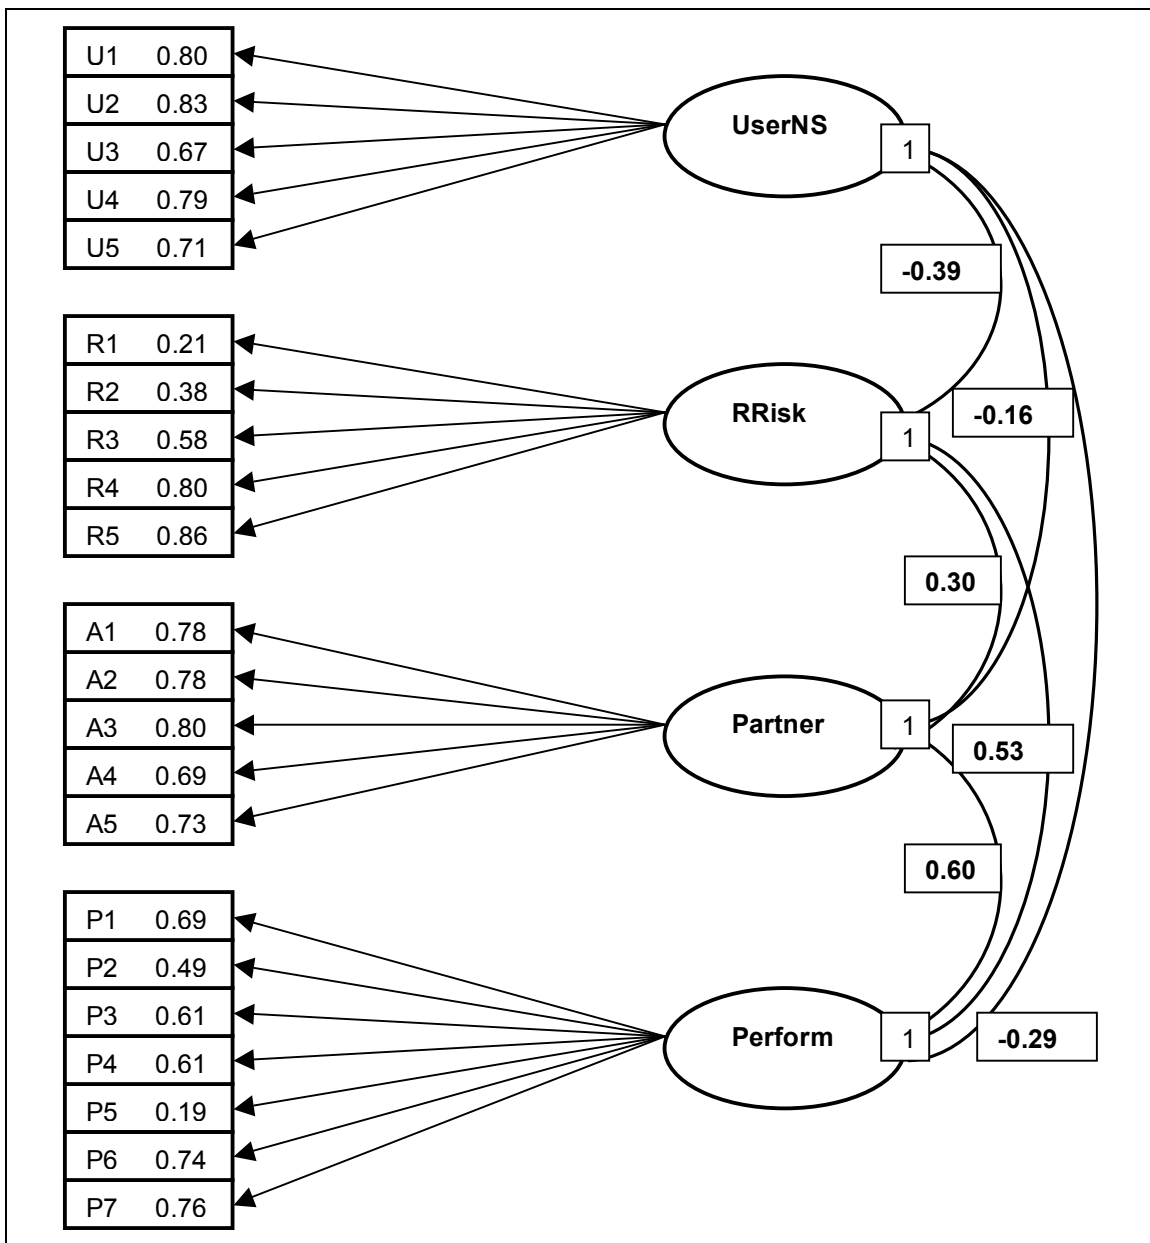 U1 0.80
U2 0.83
U3 0.67
U4 0.79
U5 0.71
UserNS
1
-0.39
R1 0.21
R2 0.38
R3 0.58
R4 0.80
R5 0.86
RRisk
1
-0.16
0.30
A1 0.78
A2 0.78
A3 0.80
A4 0.69
A5 0.73
Partner
1
0.53
0.60
P1 0.69
P2 0.49
P3 0.61
P4 0.61
P5 0.19
P6 0.74
P7 0.76
Perform
1
-0.29